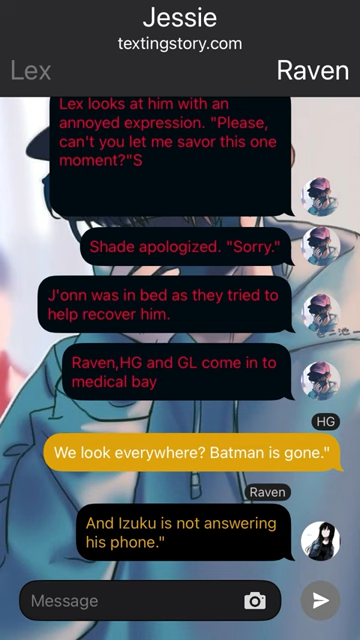 Jessie
textingstory.com
Lex
Raven
Lex looks at him with an
annoyed expression. "Please,
can't you let me savor this one
moment?"S
Shade apologized. "Sorry."
J'onn was in bed as they tried to
help recover him.
Raven,HG and GL come in to
medical bay
HG
We look everywhere? Batman is gone."
Raven
And Izuku is not answering
his phone."
Message